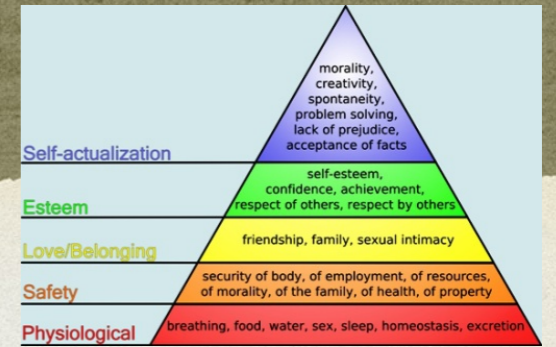 morality,
creativity,
spontaneity,
problem solving,
lack of prejudice,
acceptance of facts
Self-actualization
self-esteem,
confidence, achievement,
respect of others, respect by others
Esteem
friendship, family, sexual intimacy
Love/Belonging
security of body, of employment, of resources,
of morality, of the family, of health, of property
Safety
breathing, food, water, sex, sleep, homeostasis, excretion
Physiological